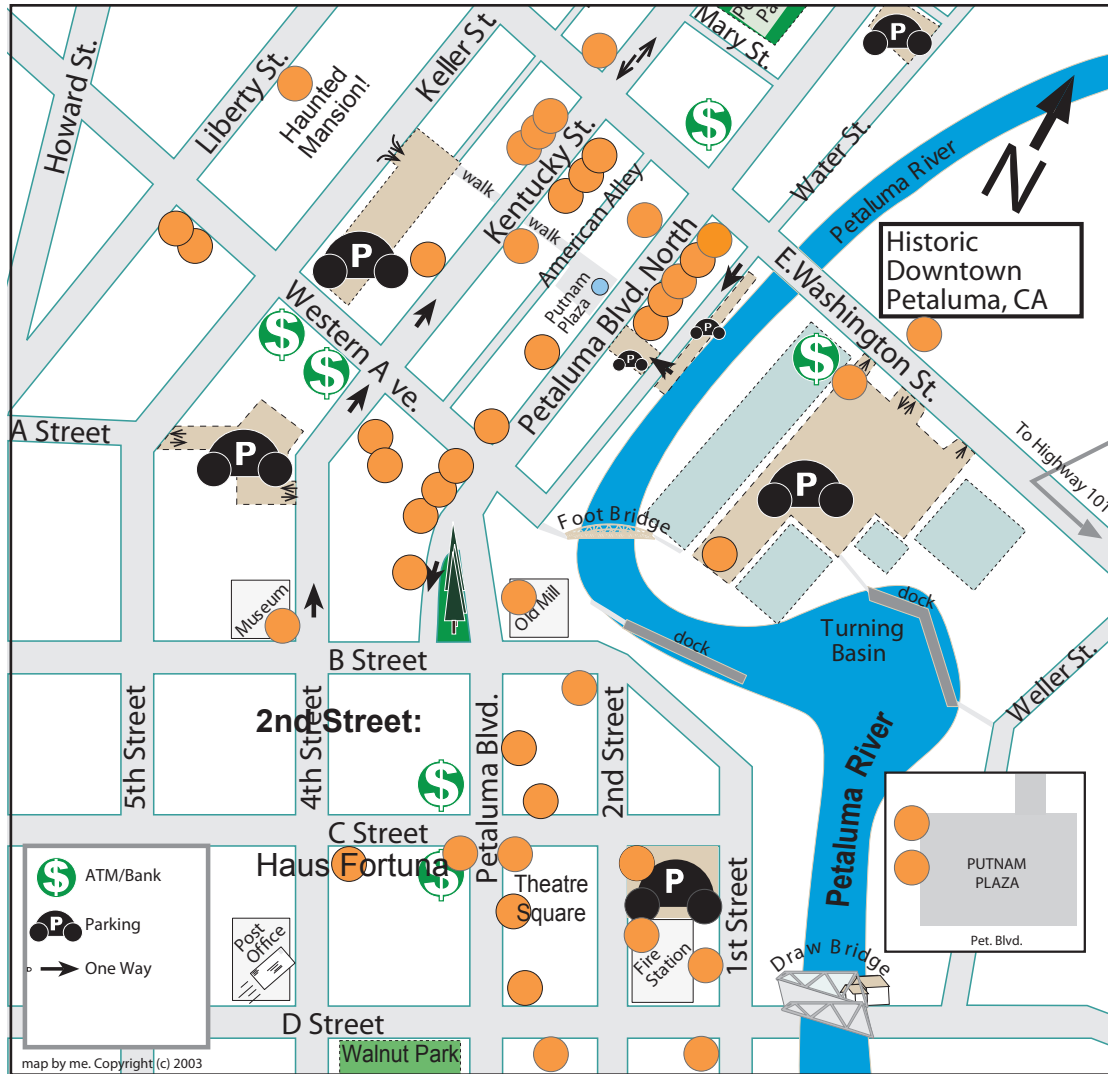 Mary St.
Howard St.
Liberty St.
Haunted
Mansion!
Keller St.
Kentucky St.
walk
walk
American Alley
Putnam
Plaza
Petaluma Blvd. North
Water St.
Petaluma River
N
Historic
Downtown
Petaluma, CA
E. Washington St.
To Highway 101
Western A ve.
$
$
$
$
P
P
P
P
P
P
A Street
Foot Bridge
Museum
Old Mill
dock
dock
Turning
Basin
Weller St.
B Street
2nd Street:
5th Street
4th Street
Petaluma Blvd.
2nd Street
$
C Street
Haus Fortuna
$
Theatre
Square
P
1st Street
Petaluma River
Post
Office
Fire
Station
Draw Bridge
D Street
Walnut Park
PUTNAM
PLAZA
Pet. Blvd.
$ ATM/Bank
P Parking
One Way
map by me. Copyright (c) 2003